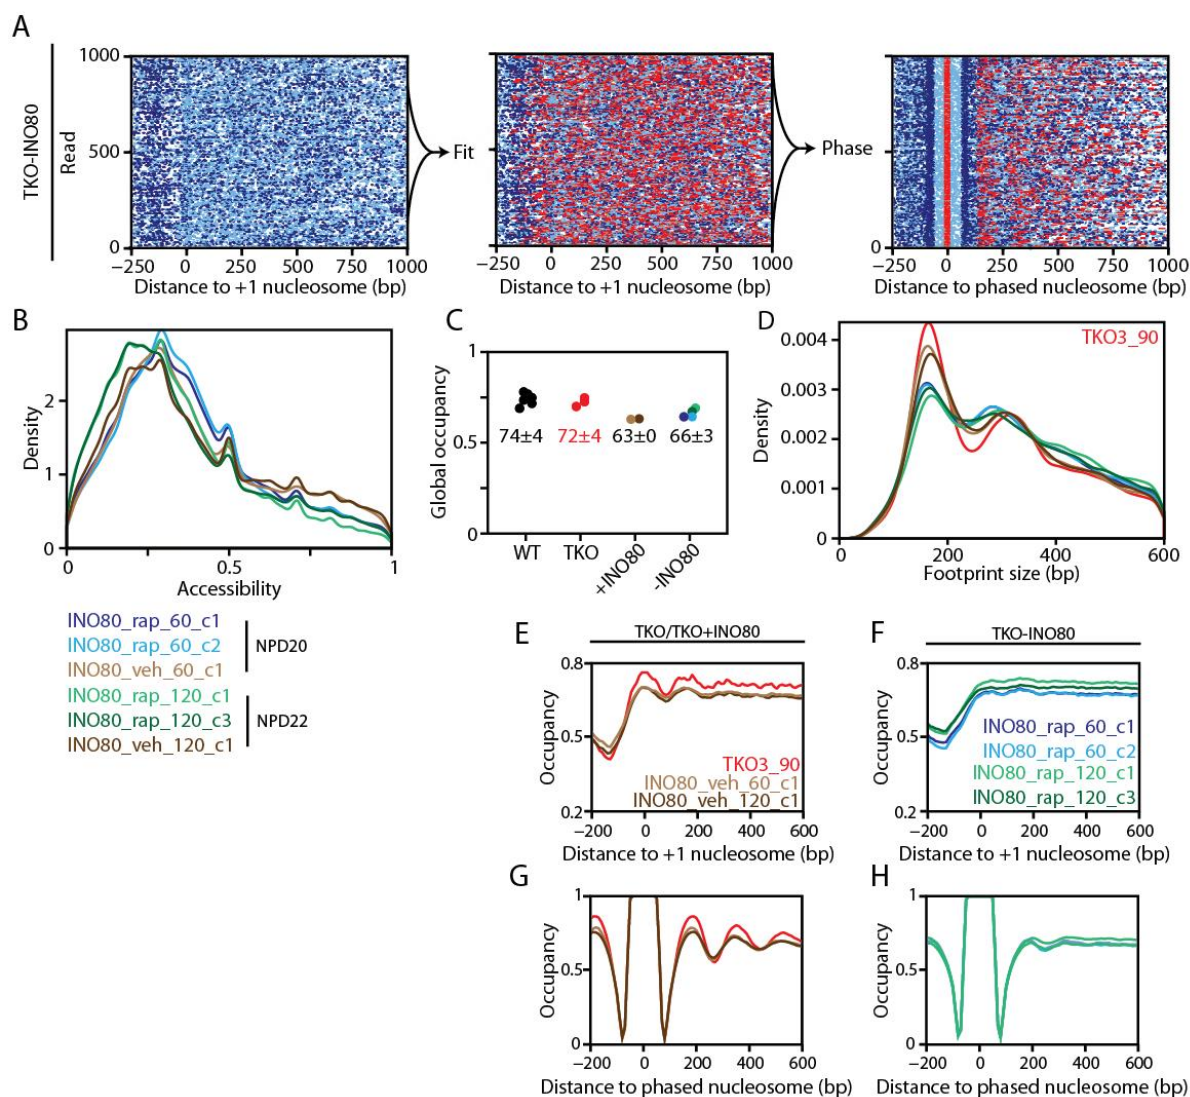 A
TKO-INO80
Read
1000
500
0
−250 0 250 500 750 1000
Distance to +1 nucleosome (bp)
Fit
−250 0 250 500 750 1000
Distance to +1 nucleosome (bp)
Phase
0
−250 0 250 500 750 1000
Distance to phased nucleosome (bp)
B
Density
2
1
0
0 0.5 1
Accessibility
INO80_rap_60_c1
INO80_rap_60_c2
INO80_veh_60_c1
NPD20
INO80_rap_120_c1
INO80_rap_120_c3
INO80_veh_120_c1
NPD22
C
Global occupancy
1
0.5
0
74±4 72±4 63±0 66±3
WT TKO +INO80 -INO80
D
TKO3_90
Density
0.004
0.003
0.002
0.001
0
0 200 400 600
Footprint size (bp)
E
TKO/TKO+INO80
Occupancy
0.8
0.5
0.2
TKO3_90
INO80_veh_60_c1
INO80_veh_120_c1
−200 0 200 400 600
Distance to +1 nucleosome (bp)
F
TKO-INO80
Occupancy
0.8
0.5
0.2
INO80_rap_60_c1
INO80_rap_60_c2
INO80_rap_120_c1
INO80_rap_120_c3
−200 0 200 400 600
Distance to +1 nucleosome (bp)
G
Occupancy
1
0.5
0
−200 0 200 400 600
Distance to phased nucleosome (bp)
H
Occupancy
1
0.5
0
−200 0 200 400 600
Distance to phased nucleosome (bp)